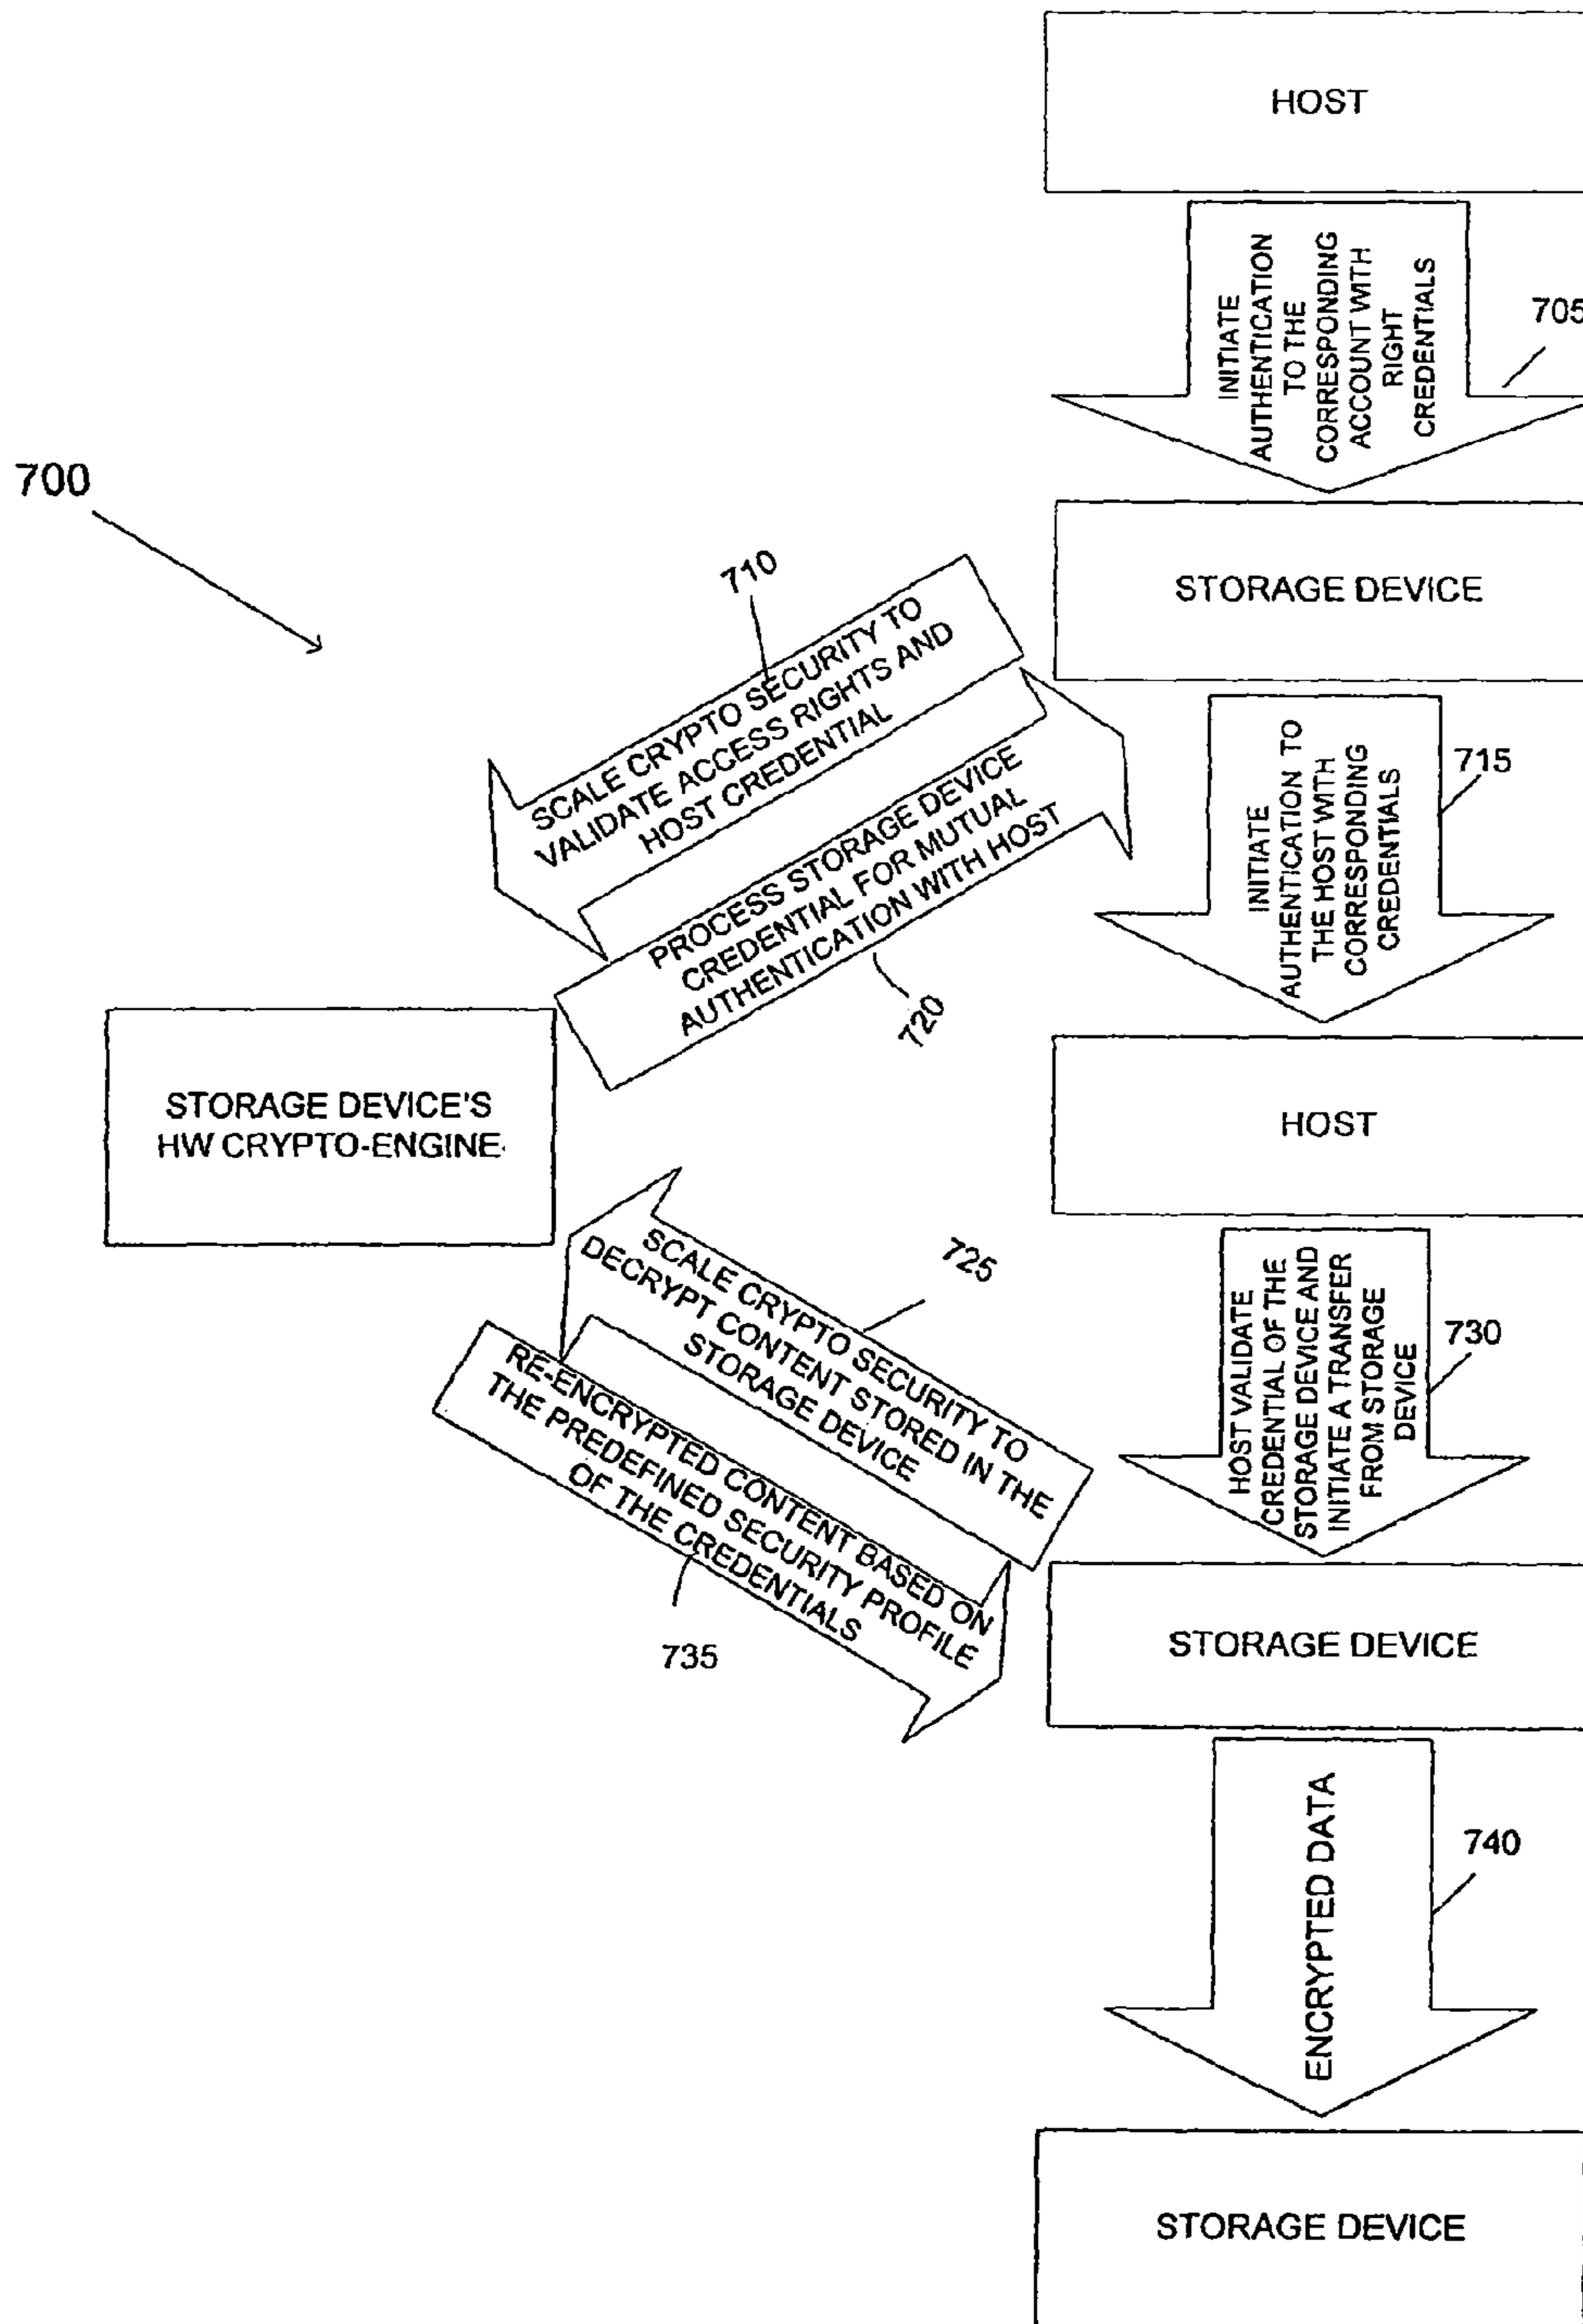 HOST
INITIATE
AUTHENTICATION
TO THE
CORRESPONDING
ACCOUNT WITH
RIGHT
CREDENTIALS
705
700
STORAGE DEVICE
710
SCALE CRYPTO SECURITY TO
VALIDATE ACCESS RIGHTS AND
HOST CREDENTIAL
PROCESS STORAGE DEVICE
CREDENTIAL FOR MUTUAL
AUTHENTICATION WITH HOST
720
INITIATE
AUTHENTICATION TO
THE HOST WITH
CORRESPONDING
CREDENTIALS
715
STORAGE DEVICE'S
HW CRYPTO-ENGINE
HOST
SCALE CRYPTO SECURITY TO
DECRYPT CONTENT STORED IN THE
STORAGE DEVICE
725
RE-ENCRYPTED CONTENT BASED ON
THE PREDEFINED SECURITY PROFILE
OF THE CREDENTIALS
735
HOST VALIDATE
CREDENTIAL OF THE
STORAGE DEVICE AND
INITIATE A TRANSFER
FROM STORAGE
DEVICE
730
STORAGE DEVICE
ENCRYPTED DATA
740
STORAGE DEVICE